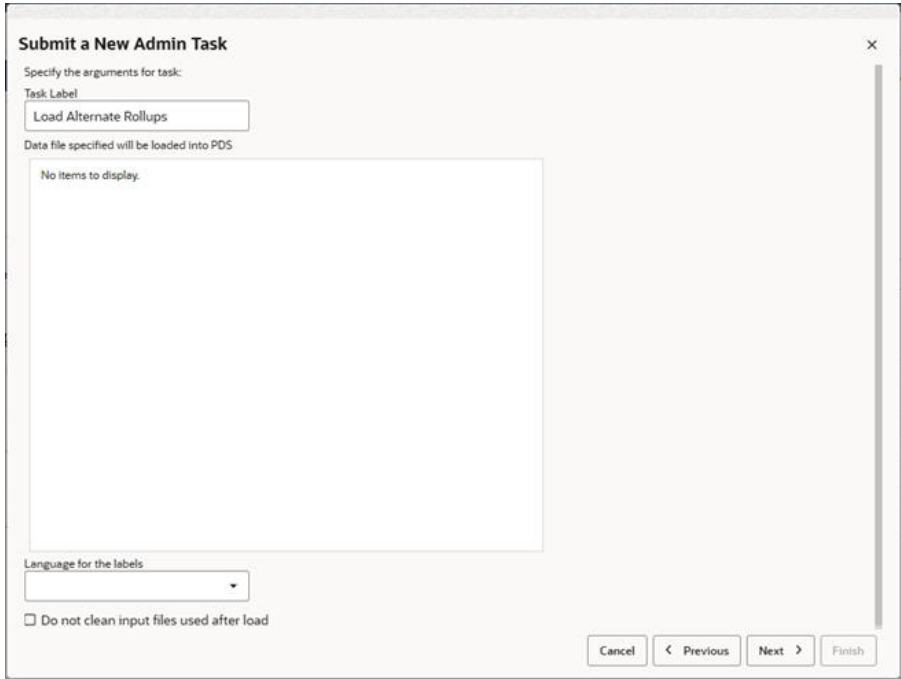 Submit a New Admin Task
Specify the arguments for task:
Task Label
Load Alternate Rollups
Data file specified will be loaded into PDS
No items to display.
Language for the labels
Do not clean input files used after load
Cancel
Previous
Next
Finish